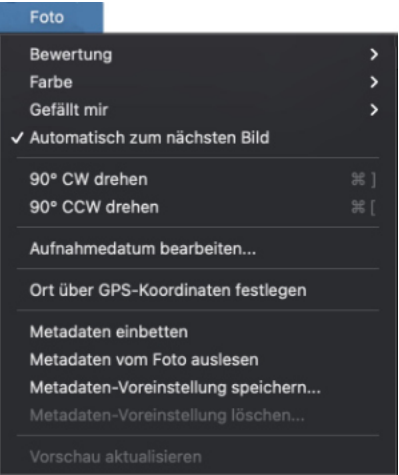 Foto
Bewertung
Farbe
Gefällt mir
✓ Automatisch zum nächsten Bild
90° CW drehen ⌘ ]
90° CCW drehen ⌘ [
Aufnahmedatum bearbeiten...
Ort über GPS-Koordinaten festlegen
Metadaten einbetten
Metadaten vom Foto auslesen
Metadaten-Voreinstellung speichern...
Metadaten-Voreinstellung löschen...
Vorschau aktualisieren